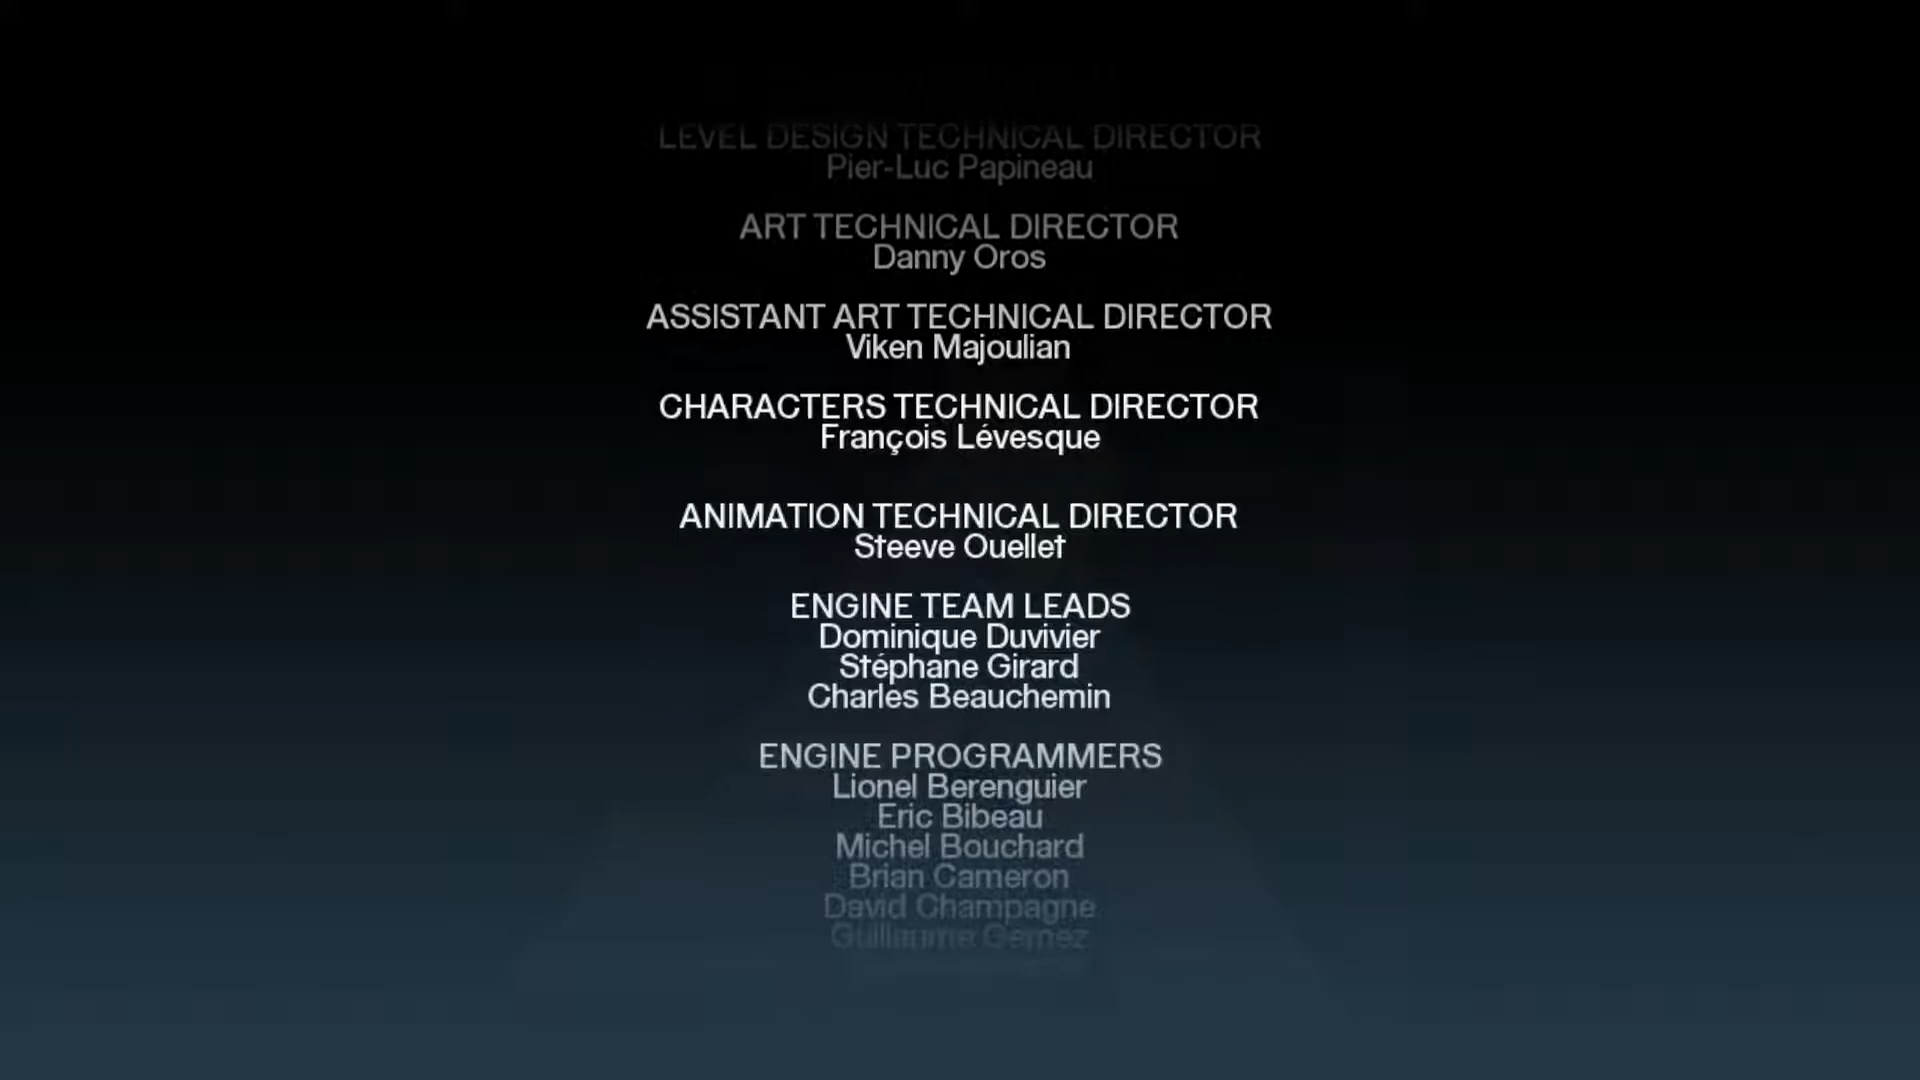 LEVEL DESIGN TECHNICAL DIRECTOR
Pier-Luc Papineau
ART TECHNICAL DIRECTOR
Danny Oros
ASSISTANT ART TECHNICAL DIRECTOR
Viken Majoulian
CHARACTERS TECHNICAL DIRECTOR
François Lévesque
ANIMATION TECHNICAL DIRECTOR
Steeve Ouellet
ENGINE TEAM LEADS
Dominique Duvivier
Stéphane Girard
Charles Beauchemin
ENGINE PROGRAMMERS
Lionel Berenguier
Eric Bibeau
Michel Bouchard
Brian Cameron
David Champagne
Guillaume